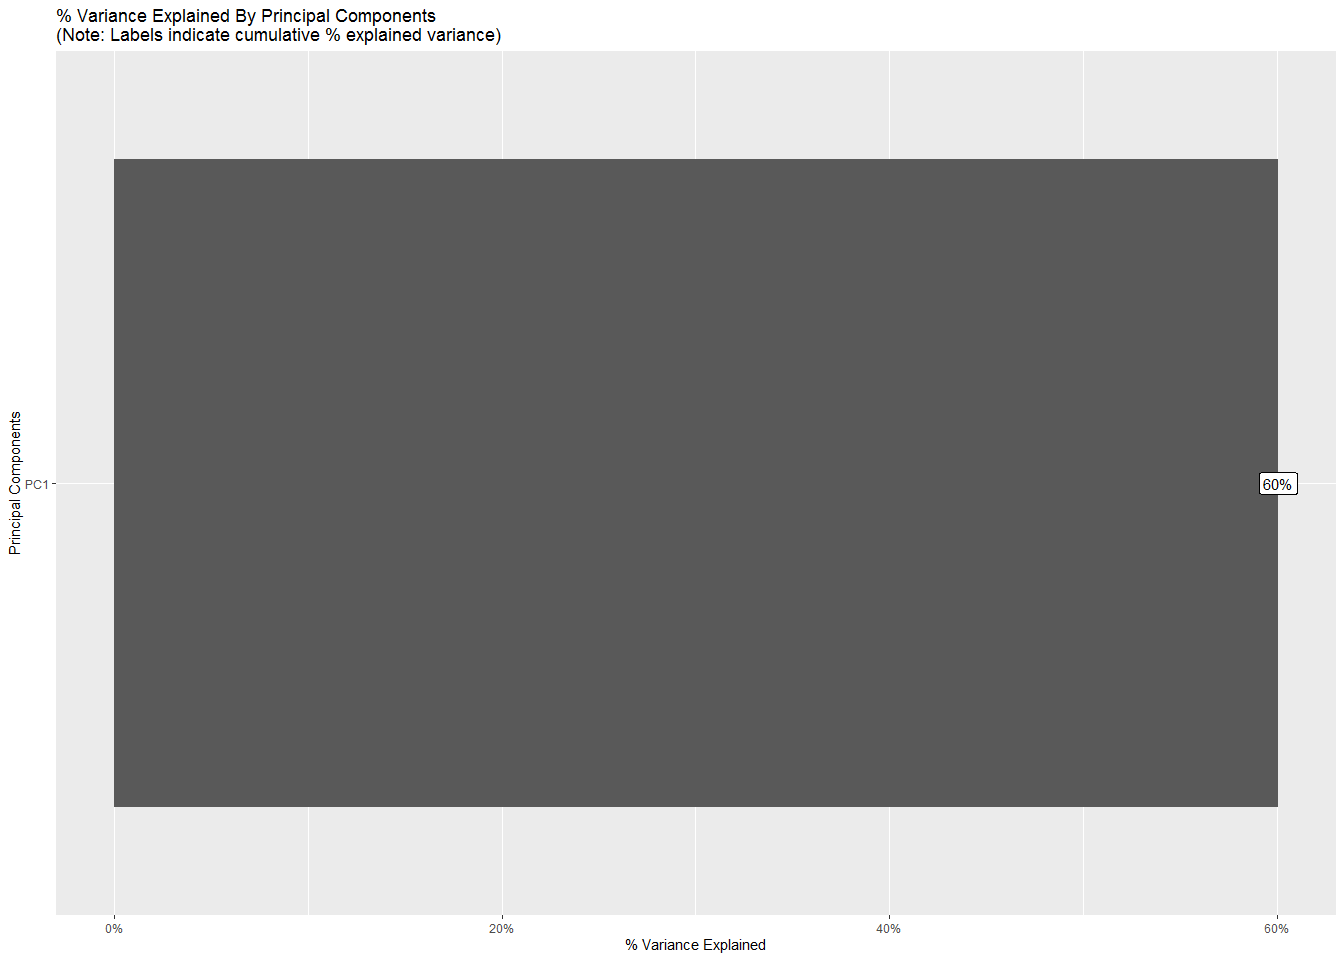 % Variance Explained By Principal Components
(Note: Labels indicate cumulative % explained variance)
Principal Components
PC1
60%
0%
20%
40%
60%
% Variance Explained